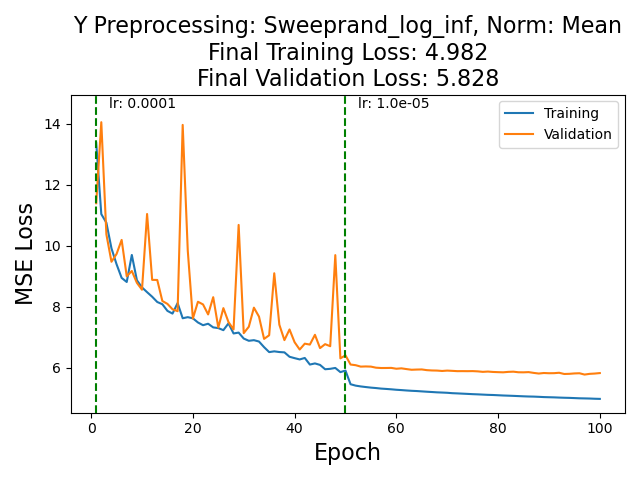 Y Preprocessing: Sweeprand_log_inf, Norm: Mean
Final Training Loss: 4.982
Final Validation Loss: 5.828
lr: 0.0001
lr: 1.0e-05
Training
Validation
14
12
10
8
6
MSE Loss
0
20
40
60
80
100
Epoch